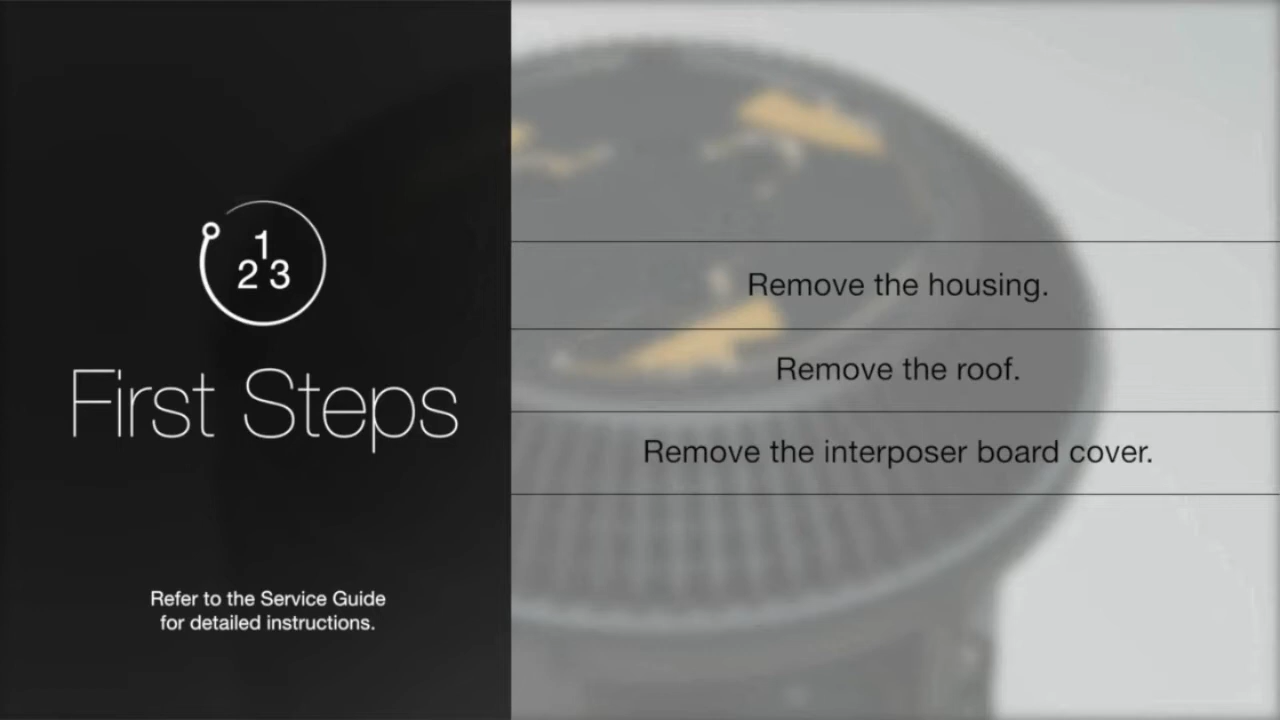 1
2 3
First Steps
Refer to the Service Guide
for detailed instructions.
Remove the housing.
Remove the roof.
Remove the interposer board cover.